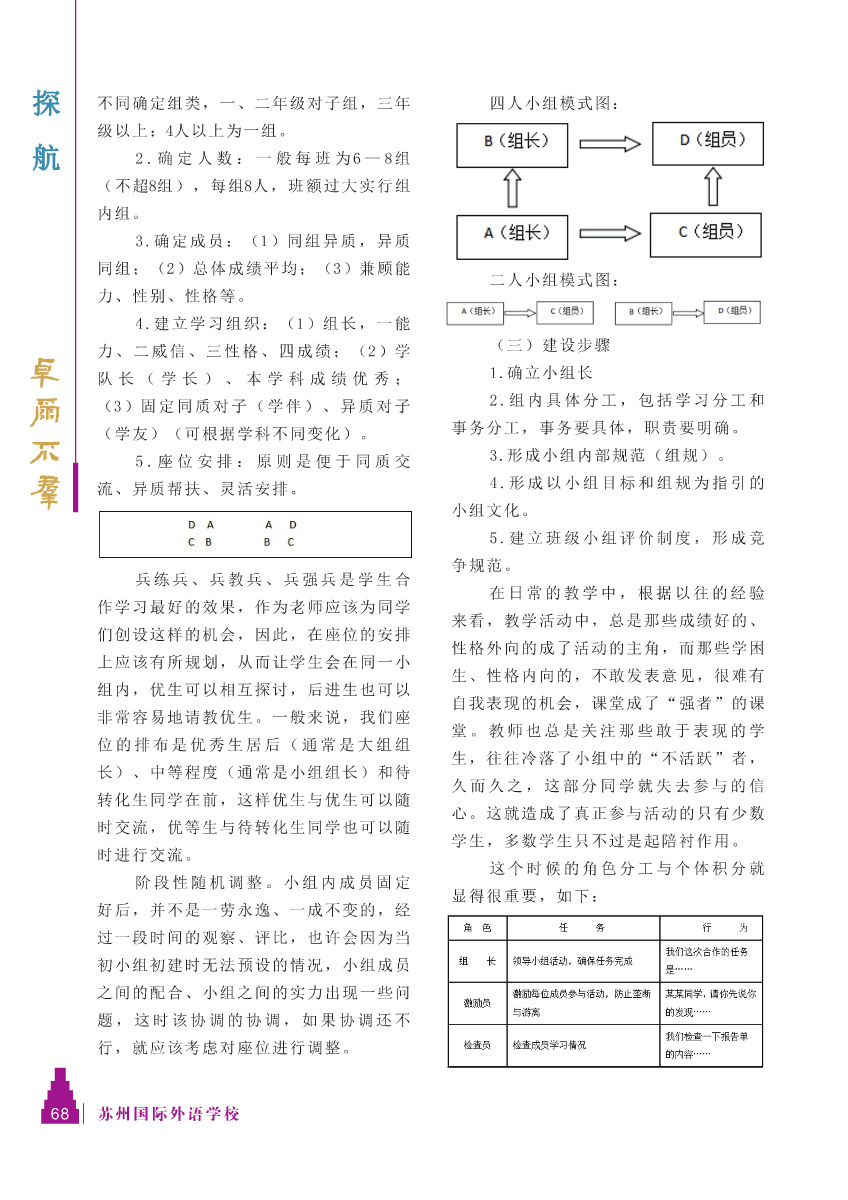 探
航
卓尔不群
不同确定组类，一、二年级对子组，三年
级以上：4人以上为一组。
2.确定人数：一般每班为6—8组
（不超8组），每组8人，班额过大实行组
内组。
3.确定成员：（1）同组异质，异质
同组；（2）总体成绩平均；（3）兼顾能
力、性别、性格等。
4.建立学习组织：（1）组长，一能
力、二威信、三性格、四成绩；（2）学
队长（学长）、本学科成绩优秀；
（3）固定同质对子（学伴）、异质对子
（学友）（可根据学科不同变化）。
5.座位安排：原则是便于同质交
流、异质帮扶、灵活安排。
D A A D
C B B C
兵练兵、兵教兵、兵强兵是学生合
作学习最好的效果，作为老师应该为同学
们创设这样的机会，因此，在座位的安排
上应该有所规划，从而让学生会在同一小
组内，优生可以相互探讨，后进生也可以
非常容易地请教优生。一般来说，我们座
位的排布是优秀生居后（通常是大组组
长）、中等程度（通常是小组组长）和待
转化生同学在前，这样优生与优生可以随
时交流，优等生与待转化生同学也可以随
时进行交流。
阶段性随机调整。小组内成员固定
好后，并不是一劳永逸、一成不变的，经
过一段时间的观察、评比，也许会因为当
初小组初建时无法预设的情况，小组成员
之间的配合、小组之间的实力出现一些问
题，这时该协调的协调，如果协调还不
行，就应该考虑对座位进行调整。
四人小组模式图：
B（组长） D（组员）
A（组长） C（组员）
二人小组模式图：
A（组长） C（组员） B（组长） D（组员）
（三）建设步骤
1.确立小组长
2.组内具体分工，包括学习分工和
事务分工，事务要具体，职责要明确。
3.形成小组内部规范（组规）。
4.形成以小组目标和组规为指引的
小组文化。
5.建立班级小组评价制度，形成竞
争规范。
在日常的教学中，根据以往的经验
来看，教学活动中，总是那些成绩好的、
性格外向的成了活动的主角，而那些学困
生、性格内向的，不敢发表意见，很难有
自我表现的机会，课堂成了“强者”的课
堂。教师也总是关注那些敢于表现的学
生，往往冷落了小组中的“不活跃”者，
久而久之，这部分同学就失去参与的信
心。这就造成了真正参与活动的只有少数
学生，多数学生只不过是起陪衬作用。
这个时候的角色分工与个体积分就
显得很重要，如下：
角 色 任 务 行 为
组 长 领导小组活动，确保任务完成 我们这次合作的任务
是……
激励员 激励每位成员参与活动，防止垄断
与游离 某某同学，请你先说你
的发现……
检查员 检查成员学习情况 我们检查一下报告单
的内容……
68 苏州国际外语学校